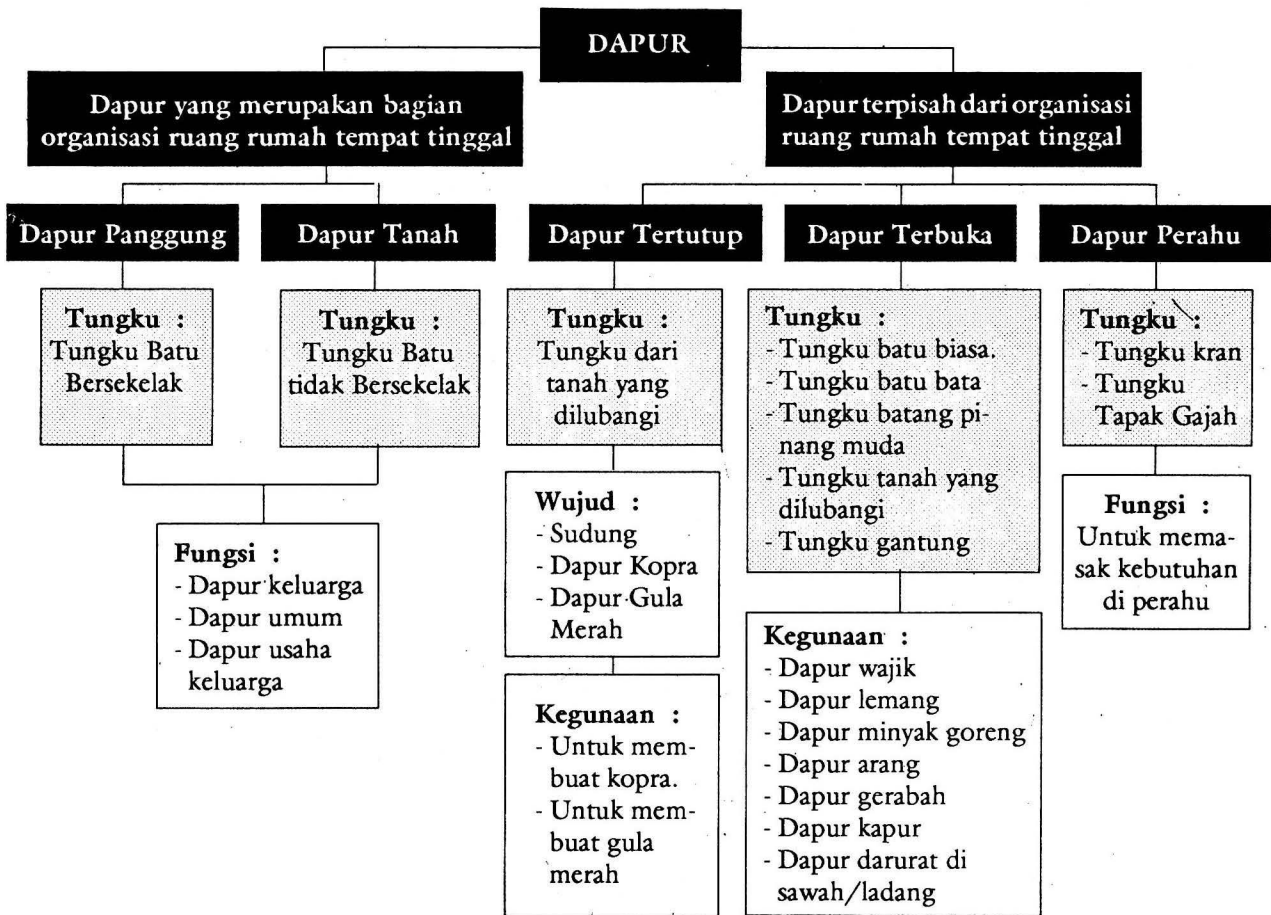 DAPUR
Dapur yang merupakan bagian
organisasi ruang rumah tempat tinggal
Dapur terpisah dari organisasi
ruang rumah tempat tinggal
Dapur Panggung
Dapur Tanah
Dapur Tertutup
Dapur Terbuka
Dapur Perahu
Tungku :
Tungku Batu
Bersekelak
Tungku :
Tungku Batu
tidak Bersekelak
Fungsi :
- Dapur keluarga
- Dapur umum
- Dapur usaha
keluarga
Tungku :
Tungku dari
tanah yang
dilubangi
Wujud :
- Sudung
- Dapur Kopra
- Dapur Gula
Merah
Kegunaan :
- Untuk mem-
buat kopra.
- Untuk mem-
buat gula
merah
Tungku :
- Tungku batu biasa.
- Tungku batu bata
- Tungku batang pi-
nang muda
- Tungku tanah yang
dilubangi
- Tungku gantung
Kegunaan :
- Dapur wajik
- Dapur lemang
- Dapur minyak goreng
- Dapur arang
- Dapur gerabah
- Dapur kapur
- Dapur darurat di
sawah/ladang
Tungku :
- Tungku kran
- Tungku
Tapak Gajah
Fungsi :
Untuk mema-
sak kebutuhan
di perahu